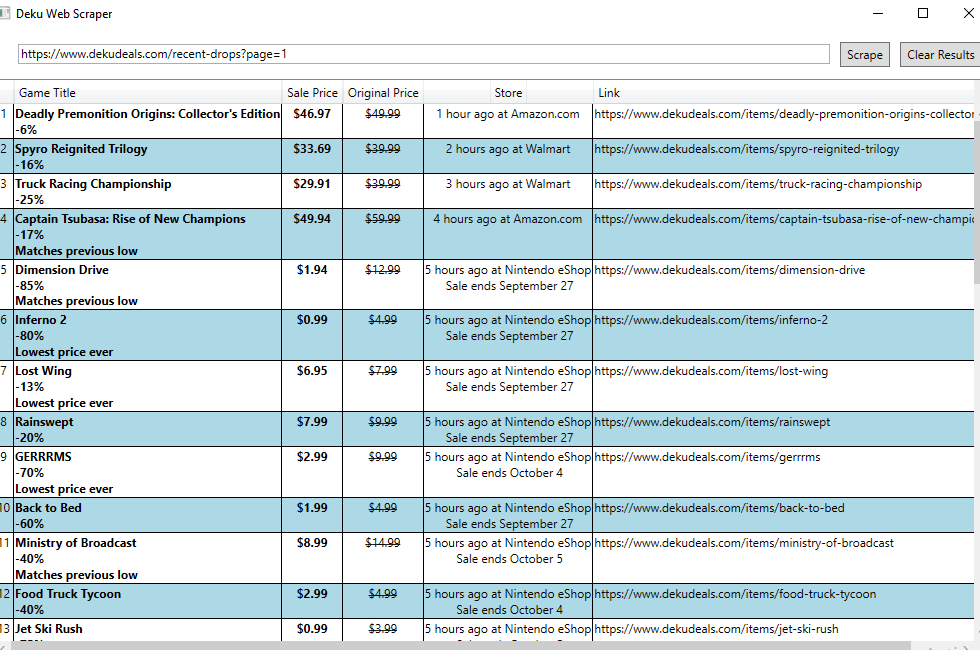 Deku Web Scraper
https://www.dekudeals.com/recent-drops?page=1
Scrape
Clear Results
Game Title Sale Price Original Price Store Link
1 Deadly Premonition Origins: Collector's Edition $46.97 $49.99 1 hour ago at Amazon.com https://www.dekudeals.com/items/deadly-premonition-origins-collector
-6%
2 Spyro Reignited Trilogy $33.69 $39.99 2 hours ago at Walmart https://www.dekudeals.com/items/spyro-reignited-trilogy
-16%
3 Truck Racing Championship $29.91 $39.99 3 hours ago at Walmart https://www.dekudeals.com/items/truck-racing-championship
-25%
4 Captain Tsubasa: Rise of New Champions $49.94 $59.99 4 hours ago at Amazon.com https://www.dekudeals.com/items/captain-tsubasa-rise-of-new-champic
-17%
Matches previous low
5 Dimension Drive $1.94 $12.99 5 hours ago at Nintendo eShop https://www.dekudeals.com/items/dimension-drive
-85% Sale ends September 27
Matches previous low
6 Inferno 2 $0.99 $4.99 5 hours ago at Nintendo eShop https://www.dekudeals.com/items/inferno-2
-80% Sale ends September 27
Lowest price ever
7 Lost Wing $6.95 $7.99 5 hours ago at Nintendo eShop https://www.dekudeals.com/items/lost-wing
-13% Sale ends September 27
Lowest price ever
8 Rainswept $7.99 $9.99 5 hours ago at Nintendo eShop https://www.dekudeals.com/items/rainswept
-20% Sale ends September 27
9 GERRRMS $2.99 $9.99 5 hours ago at Nintendo eShop https://www.dekudeals.com/items/gerrrms
-70% Sale ends October 4
Lowest price ever
10 Back to Bed $1.99 $4.99 5 hours ago at Nintendo eShop https://www.dekudeals.com/items/back-to-bed
-60% Sale ends September 27
11 Ministry of Broadcast $8.99 $14.99 5 hours ago at Nintendo eShop https://www.dekudeals.com/items/ministry-of-broadcast
-40% Sale ends October 5
Matches previous low
12 Food Truck Tycoon $2.99 $4.99 5 hours ago at Nintendo eShop https://www.dekudeals.com/items/food-truck-tycoon
-40% Sale ends October 4
13 Jet Ski Rush $0.99 $3.99 5 hours ago at Nintendo eShop https://www.dekudeals.com/items/jet-ski-rush